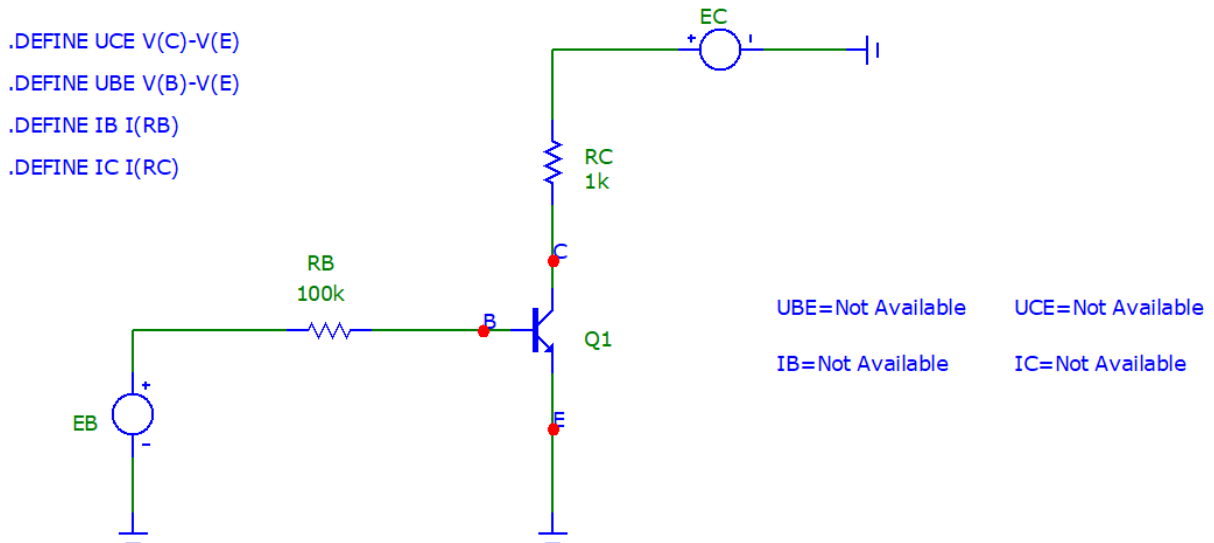 .DEFINE UCE V(C)-V(E)
.DEFINE UBE V(B)-V(E)
.DEFINE IB I(RB)
.DEFINE IC I(RC)
EC
+
-
RC
1k
C
RB
100k
B
Q1
E
EB
+
-
UBE=Not Available UCE=Not Available
IB=Not Available IC=Not Available